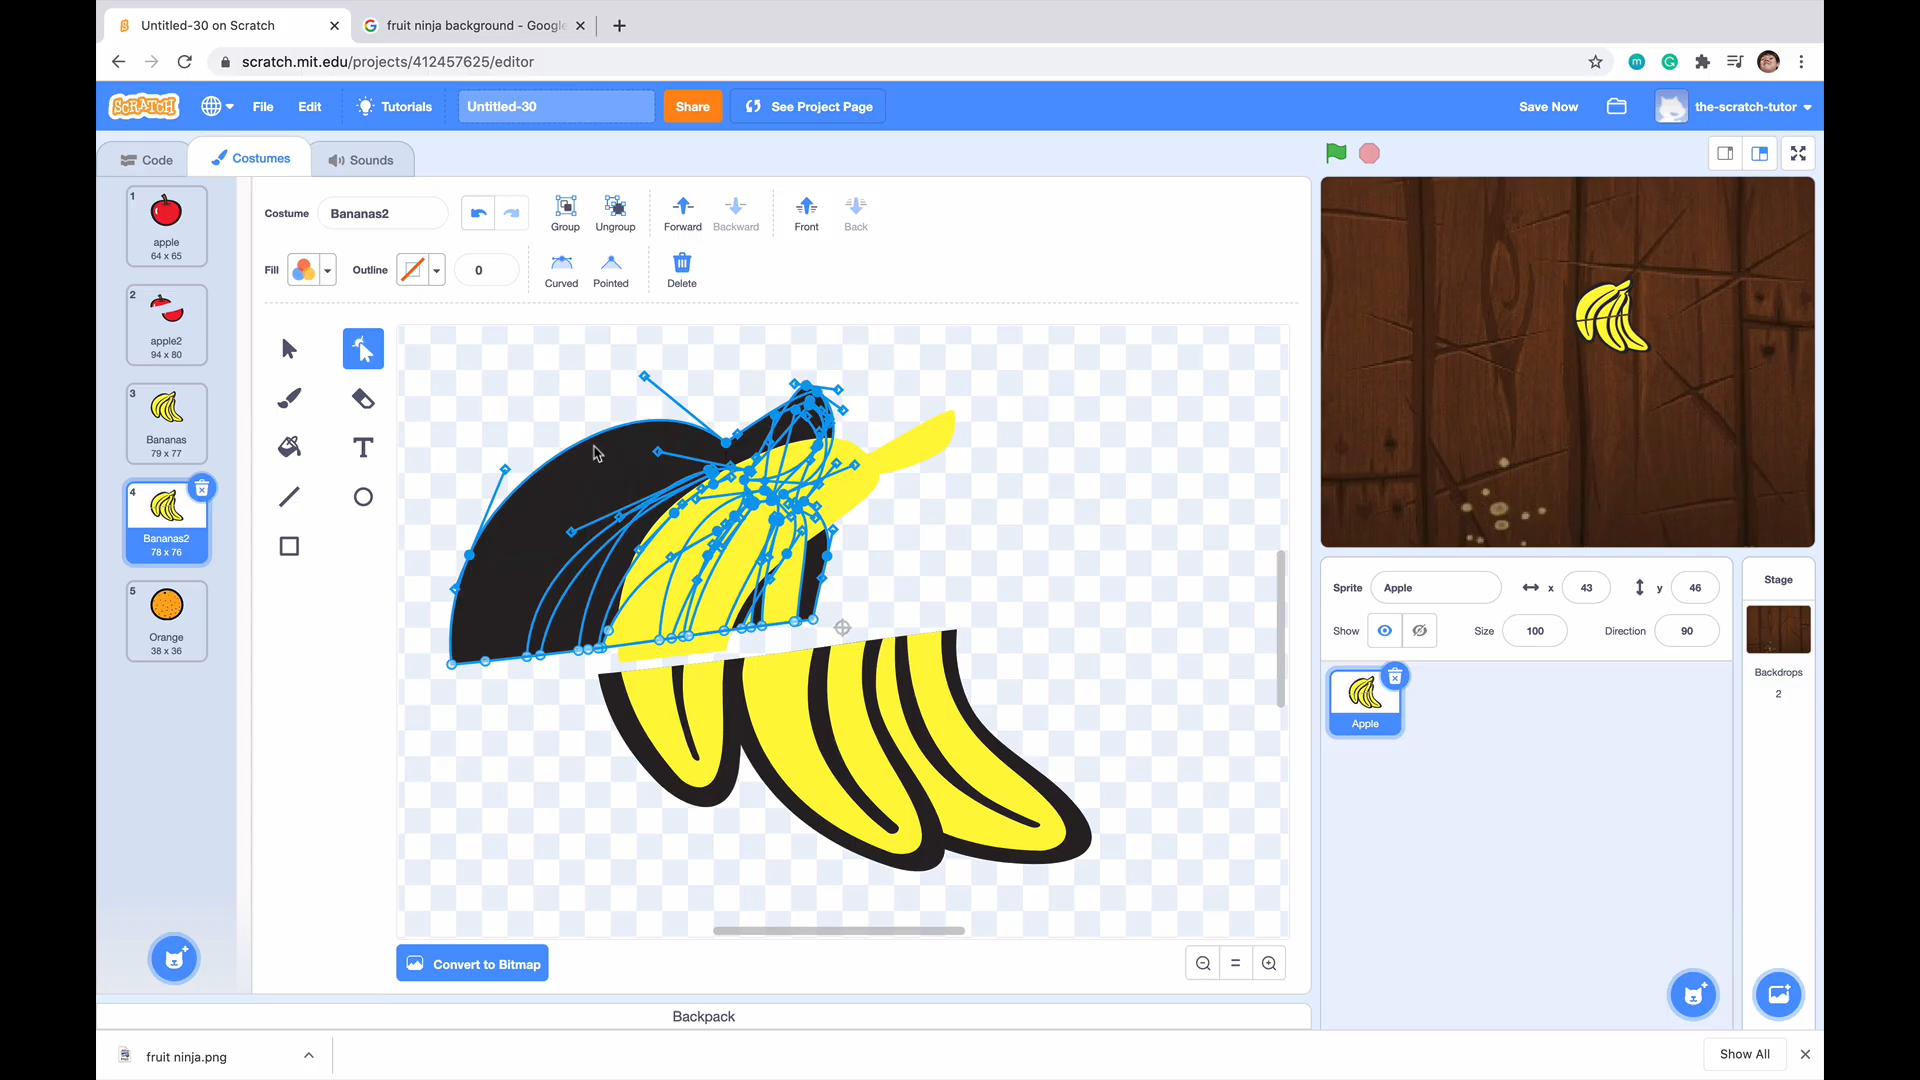 Untitled-30 on Scratch
fruit ninja background - Google
scratch.mit.edu/projects/412457625/editor
SCRATCH
File
Edit
Tutorials
Untitled-30
Share
See Project Page
Save Now
the-scratch-tutor
Code
Costumes
Sounds
1
apple
64 x 65
2
apple2
94 x 80
3
Bananas
79 x 77
4
Bananas2
78 x 76
5
Orange
38 x 36
Costume
Bananas2
Group
Ungroup
Forward
Backward
Front
Back
Fill
Outline
0
Curved
Pointed
Delete
T
Convert to Bitmap
Backpack
Sprite
Apple
x
43
y
46
Show
Size
100
Direction
90
Apple
Stage
Backdrops
2
fruit ninja.png
Show All